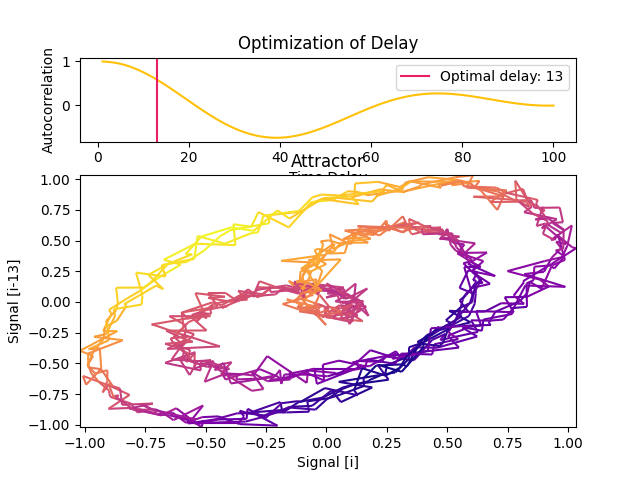 Optimization of Delay
Autocorrelation
1
0
Optimal delay: 13
0 20 40 60 80 100
Time Delay
Attractor
Signal [i-13]
1.00
0.75
0.50
0.25
0.00
−0.25
−0.50
−0.75
−1.00
−1.00 −0.75 −0.50 −0.25 0.00 0.25 0.50 0.75 1.00
Signal [i]